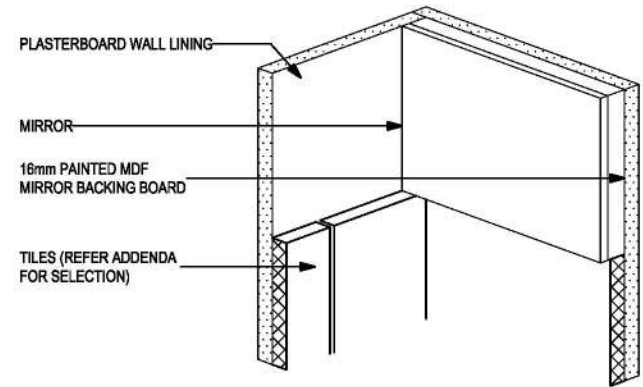 PLASTERBOARD WALL LINING
MIRROR
16mm PAINTED MDF
MIRROR BACKING BOARD
TILES (REFER ADDENDA
FOR SELECTION)